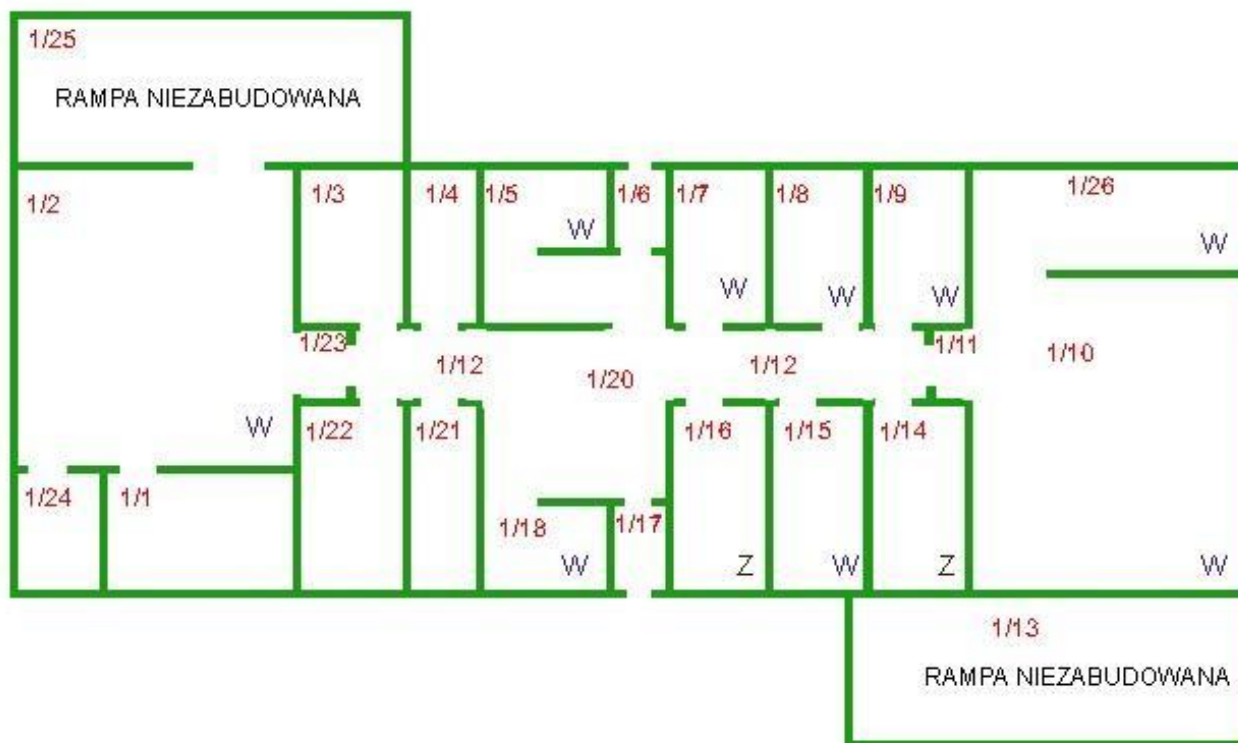 1/25
RAMPA NIEZABUDOWANA
1/2
1/3
1/4
1/5
1/6
1/7
1/8
1/9
1/26
W
W
W
W
W
1/23
1/12
1/20
1/12
1/11
1/10
W
1/22
1/21
1/16
1/15
1/14
1/24
1/1
1/18
1/17
W
Z
W
Z
W
1/13
RAMPA NIEZABUDOWANA